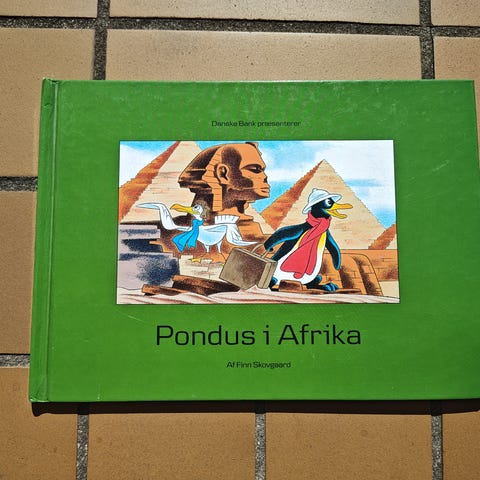 Danske Bank præsenterer
Pondus i Afrika
Af Finn Skovgaard